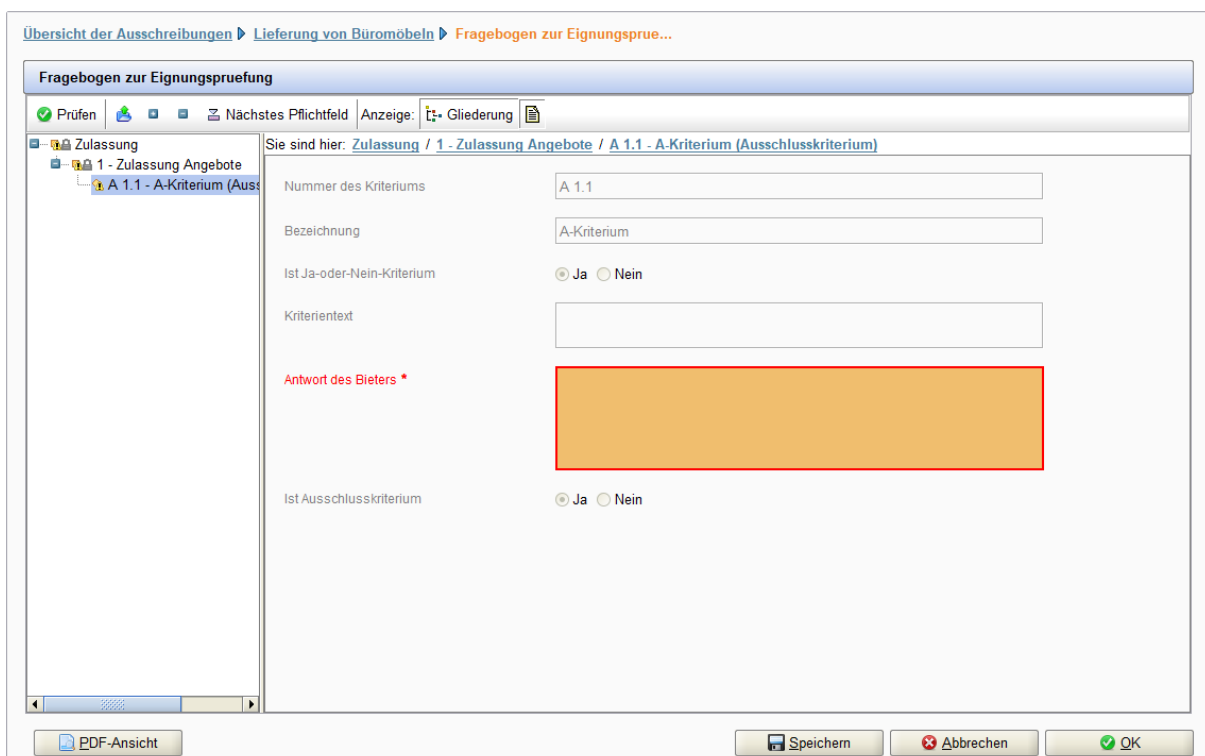 Übersicht der Ausschreibungen Lieferung von Büromöbeln Fragebogen zur Eignungsprue...
Fragebogen zur Eignungspruefung
Prüfen Nächstes Pflichtfeld Anzeige: Gliederung
Zulassung
1 - Zulassung Angebote
A 1.1 - A-Kriterium (Auss
Sie sind hier: Zulassung / 1 - Zulassung Angebote / A 1.1 - A-Kriterium (Ausschlusskriterium)
Nummer des Kriteriums A 1.1
Bezeichnung A-Kriterium
Ist Ja-oder-Nein-Kriterium Ja Nein
Kriterientext
Antwort des Bieters *
Ist Ausschlusskriterium Ja Nein
PDF-Ansicht Speichern Abbrechen OK